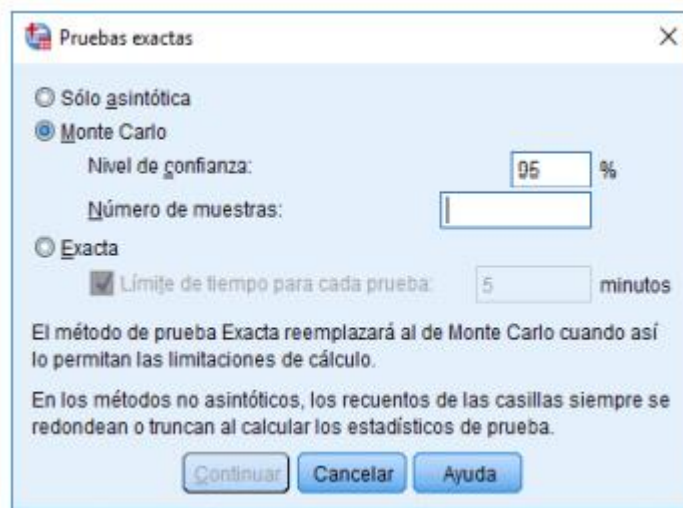 Pruebas exactas
Sólo asintótica
Monte Carlo
Nivel de confianza: 95 %
Número de muestras:
Exacta
Límite de tiempo para cada prueba: 5 minutos
El método de prueba Exacta reemplazará al de Monte Carlo cuando así
lo permitan las limitaciones de cálculo.
En los métodos no asintóticos, los recuentos de las casillas siempre se
redondean o truncan al calcular los estadísticos de prueba.
Continuar Cancelar Ayuda